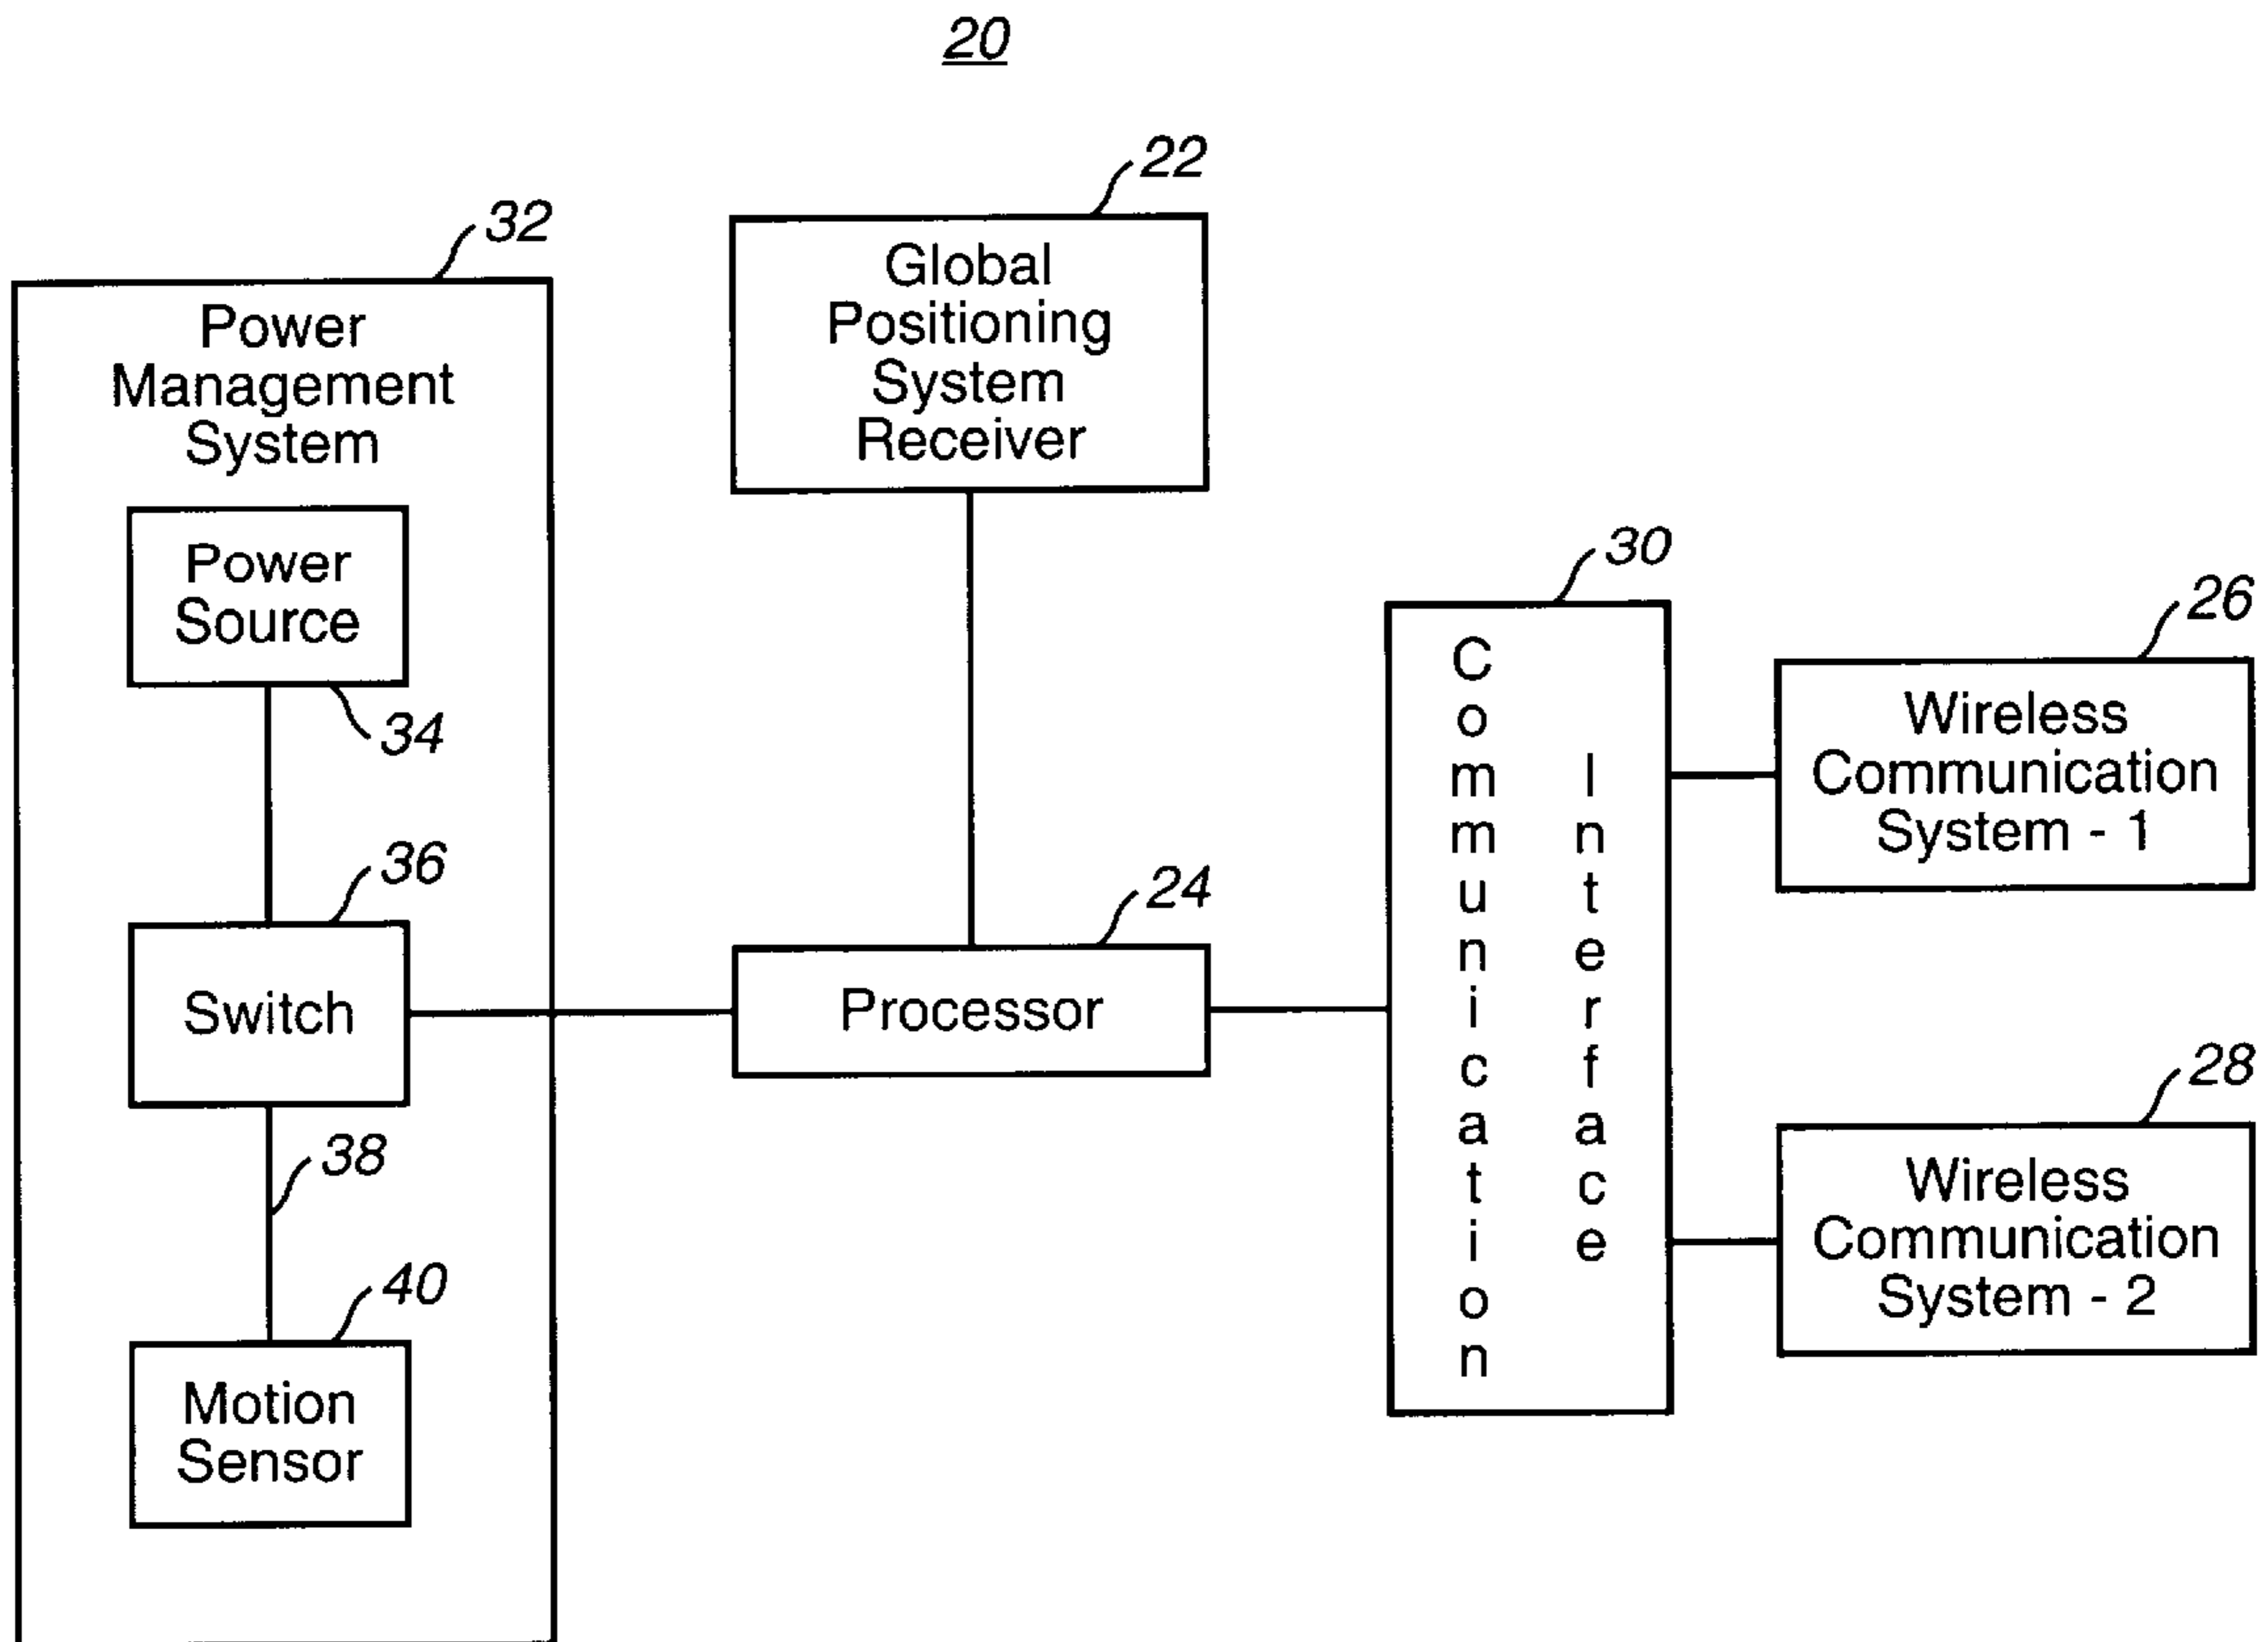 20
32
Power
Management
System
Power
Source
34
36
Switch
38
40
Motion
Sensor
22
Global
Positioning
System
Receiver
24
Processor
30
Communication
Interface
26
Wireless
Communication
System - 1
28
Wireless
Communication
System - 2